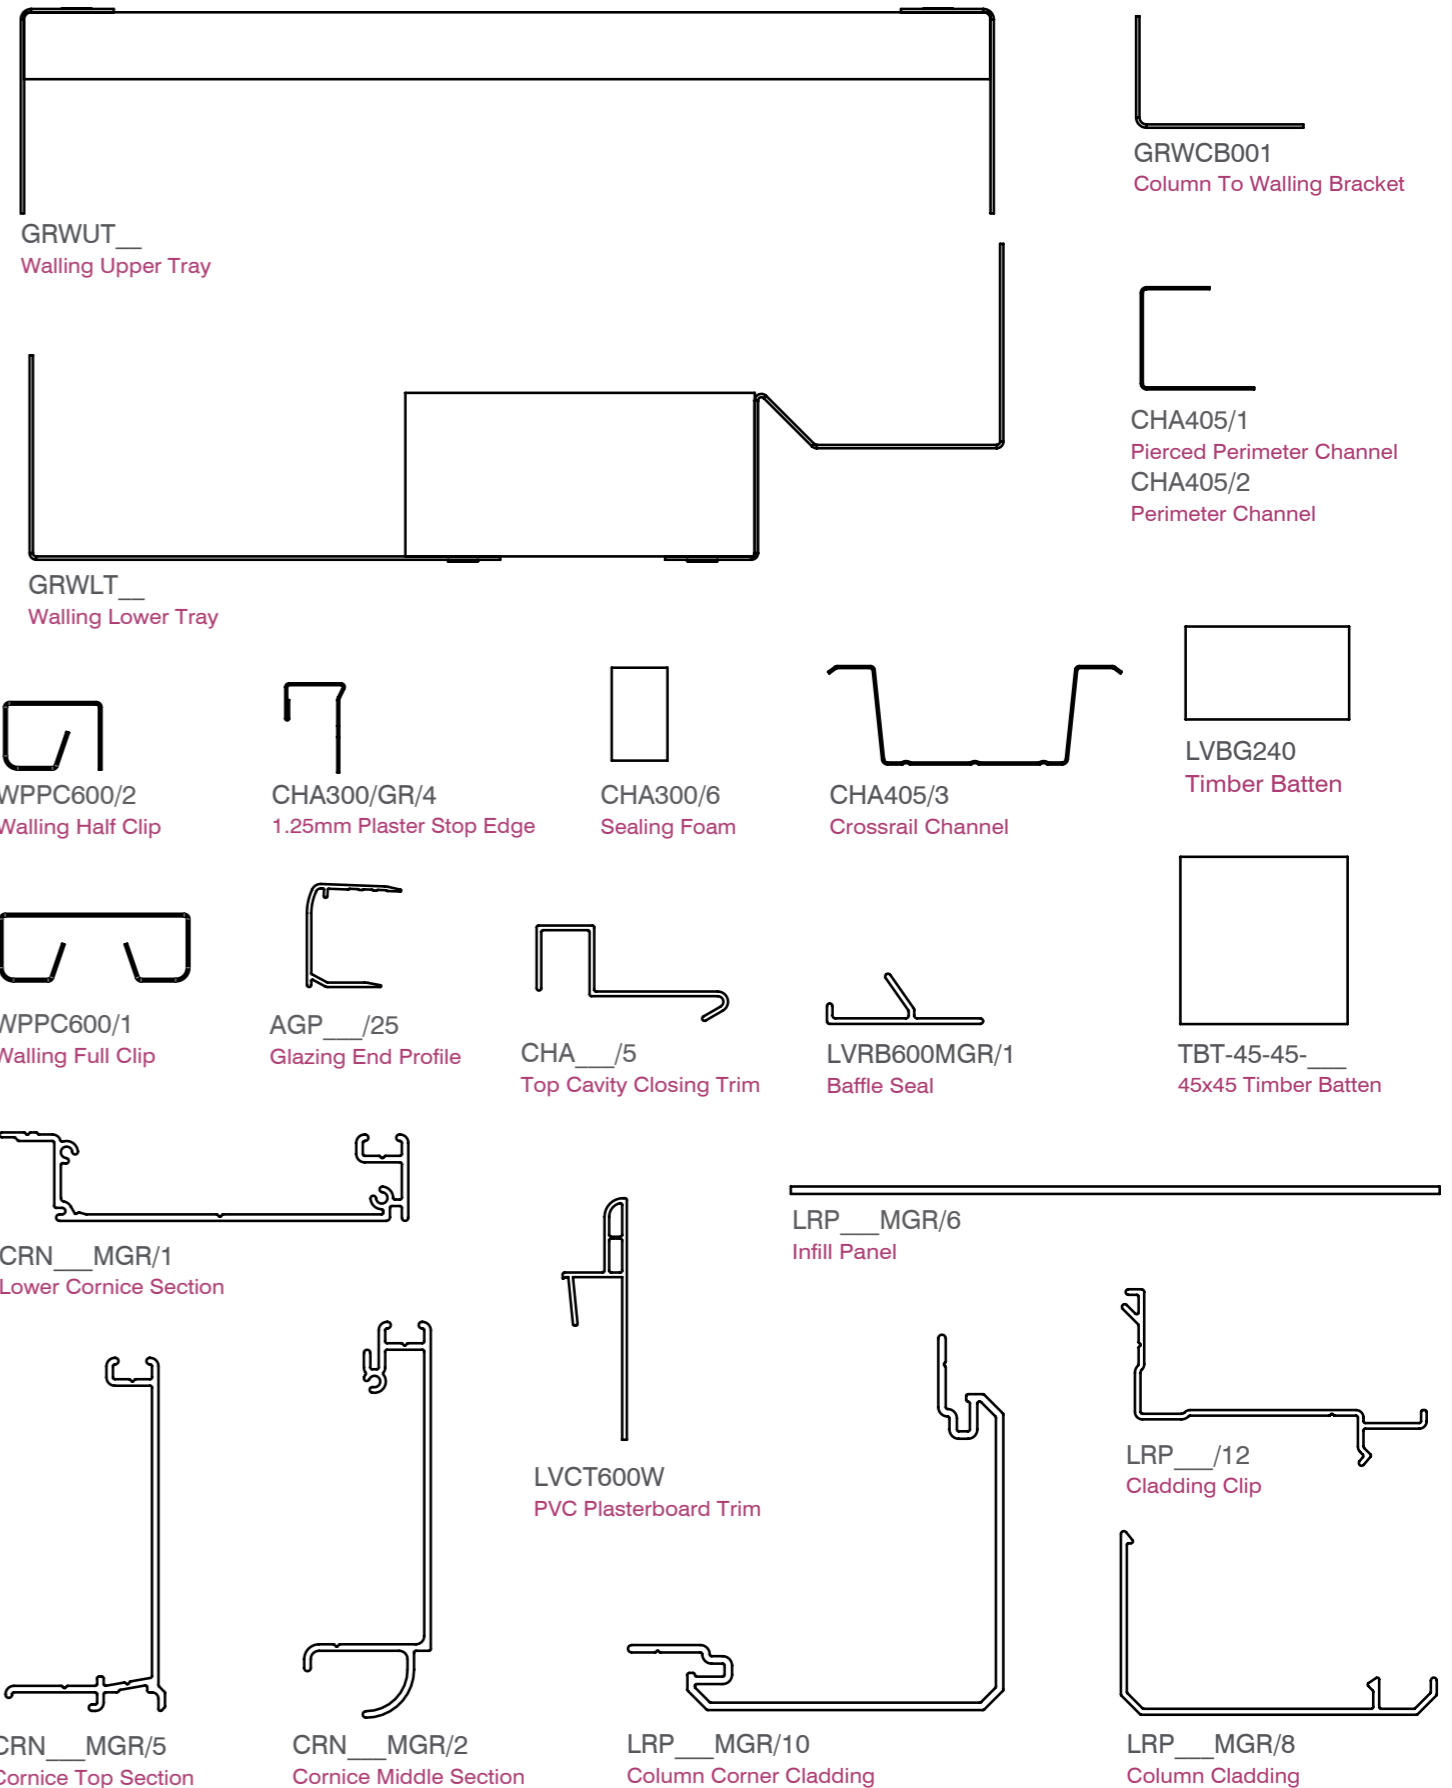 GRWCB001
Column To Walling Bracket
GRWUT__
Walling Upper Tray
CHA405/1
Pierced Perimeter Channel
CHA405/2
Perimeter Channel
GRWLT__
Walling Lower Tray
WPPC600/2
Walling Half Clip
CHA300/GR/4
1.25mm Plaster Stop Edge
CHA300/6
Sealing Foam
CHA405/3
Crossrail Channel
LVBG240
Timber Batten
WPPC600/1
Walling Full Clip
AGP___/25
Glazing End Profile
CHA___/5
Top Cavity Closing Trim
LVRB600MGR/1
Baffle Seal
TBT-45-45-___
45x45 Timber Batten
CRN___MGR/1
Lower Cornice Section
LRP___MGR/6
Infill Panel
LVCT600W
PVC Plasterboard Trim
LRP___/12
Cladding Clip
CRN___MGR/5
Cornice Top Section
CRN___MGR/2
Cornice Middle Section
LRP___MGR/10
Column Corner Cladding
LRP___MGR/8
Column Cladding